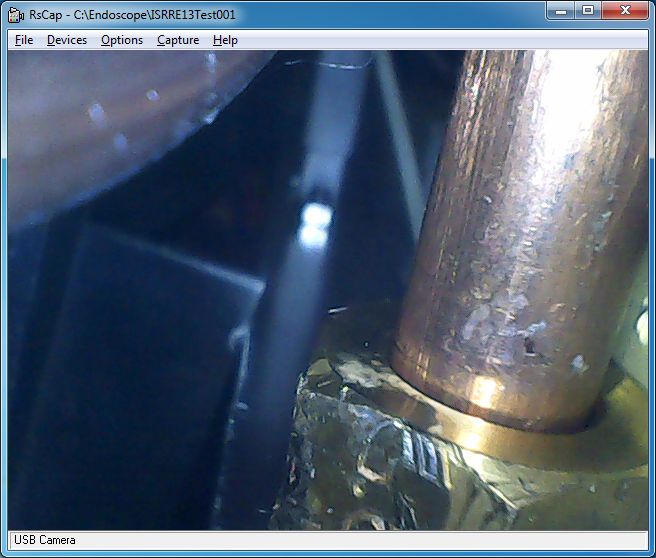 RsCap - C:\Endoscope\ISRRE13Test001
File Devices Options Capture Help
USB Camera